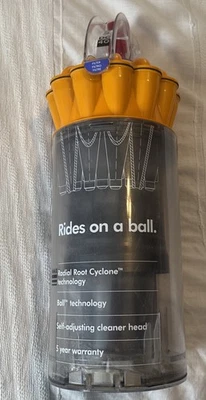 Rides on a ball.
Radial Root Cyclone™
technology
Ball™ technology
Self-adjusting cleaner head
5 year warranty